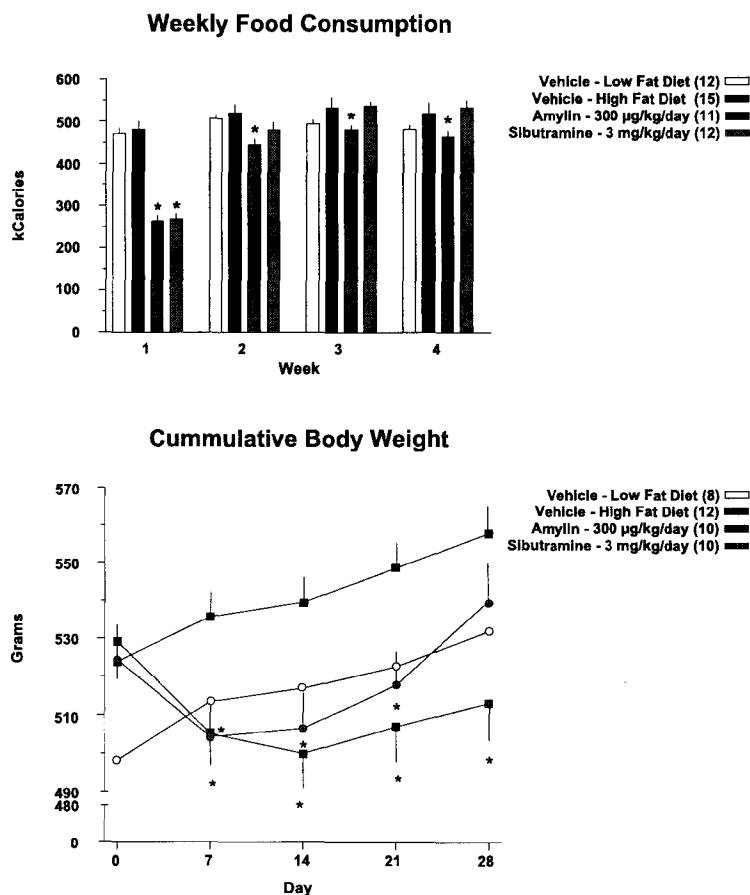 Weekly Food Consumption
600
500
400
300
200
100
0
kCalories
*
*
*
*
*
1
2
3
4
Week
Vehicle - Low Fat Diet (12)
Vehicle - High Fat Diet (15)
Amylin - 300 µg/kg/day (11)
Sibutramine - 3 mg/kg/day (12)
Cummulative Body Weight
570
550
530
510
490
480
0
Grams
*
*
*
*
*
*
*
0
7
14
21
28
Day
Vehicle - Low Fat Diet (8)
Vehicle - High Fat Diet (12)
Amylin - 300 µg/kg/day (10)
Sibutramine - 3 mg/kg/day (10)